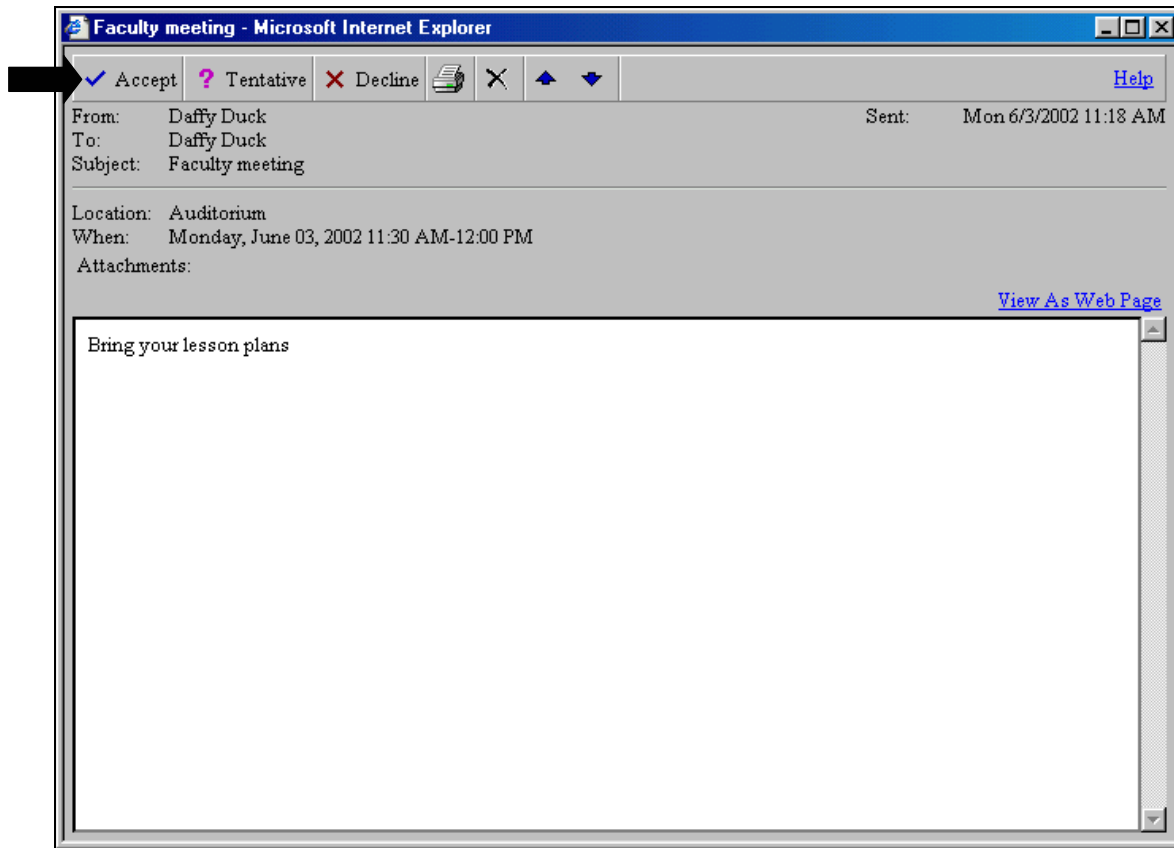 Faculty meeting - Microsoft Internet Explorer
Accept ? Tentative Decline Help
From: Daffy Duck Sent: Mon 6/3/2002 11:18 AM
To: Daffy Duck
Subject: Faculty meeting
Location: Auditorium
When: Monday, June 03, 2002 11:30 AM-12:00 PM
Attachments:
View As Web Page
Bring your lesson plans